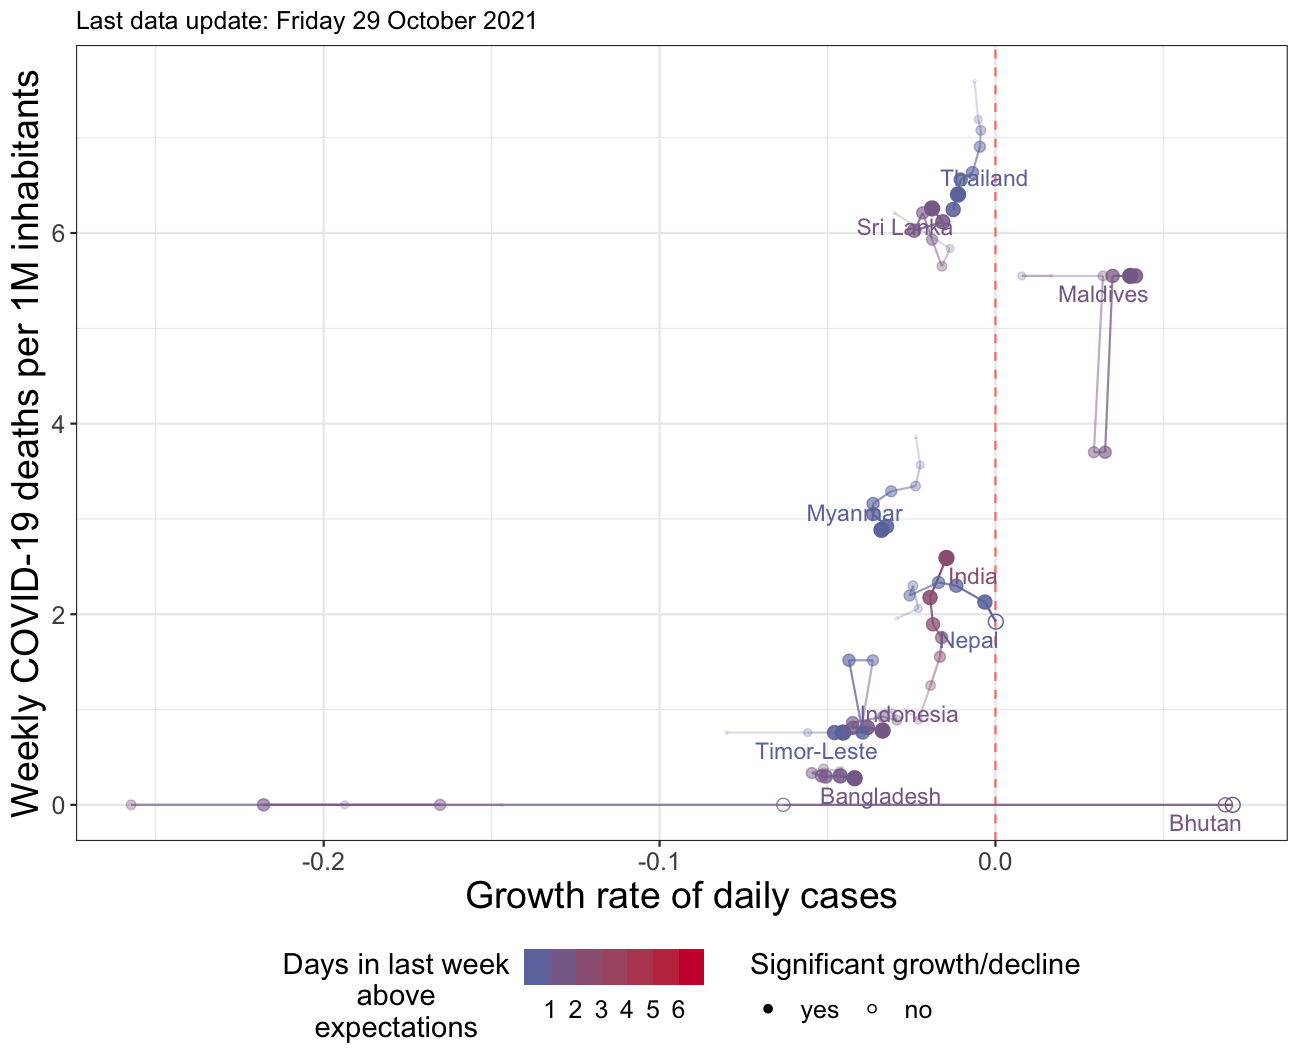 Last data update: Friday 29 October 2021
Weekly COVID-19 deaths per 1M inhabitants
6
4
2
0
Thailand
Sri Lanka
Maldives
Myanmar
India
Nepal
Indonesia
Timor-Leste
Bangladesh
Bhutan
-0.2
-0.1
0.0
Growth rate of daily cases
Days in last week
above
expectations
1 2 3 4 5 6
Significant growth/decline
yes
no